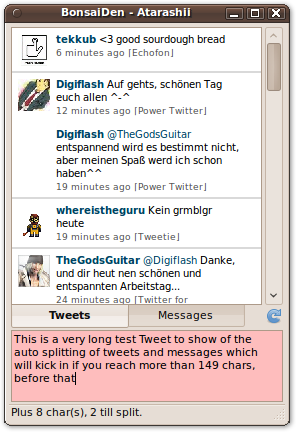 BonsaiDen - Atarashii
tekkub <3 good sourdough bread
6 minutes ago [Echofon]
Digiflash Auf gehts, schönen Tag
euch allen ^-^
12 minutes ago [Power Twitter]
Digiflash @TheGodsGuitar
entspannend wird es bestimmt nicht,
aber meinen Spaß werd ich schon
haben^^
19 minutes ago [Power Twitter]
whereistheguru Kein grmblgr
heute
19 minutes ago [Tweetie]
TheGodsGuitar @Digiflash Danke,
und dir heut nen schönen und
entspannten Arbeitstag...
24 minutes ago [Twitter for
Tweets
Messages
This is a very long test Tweet to show of the
auto splitting of tweets and messages which
will kick in if you reach more than 149 chars,
before that
Plus 8 char(s), 2 till split.